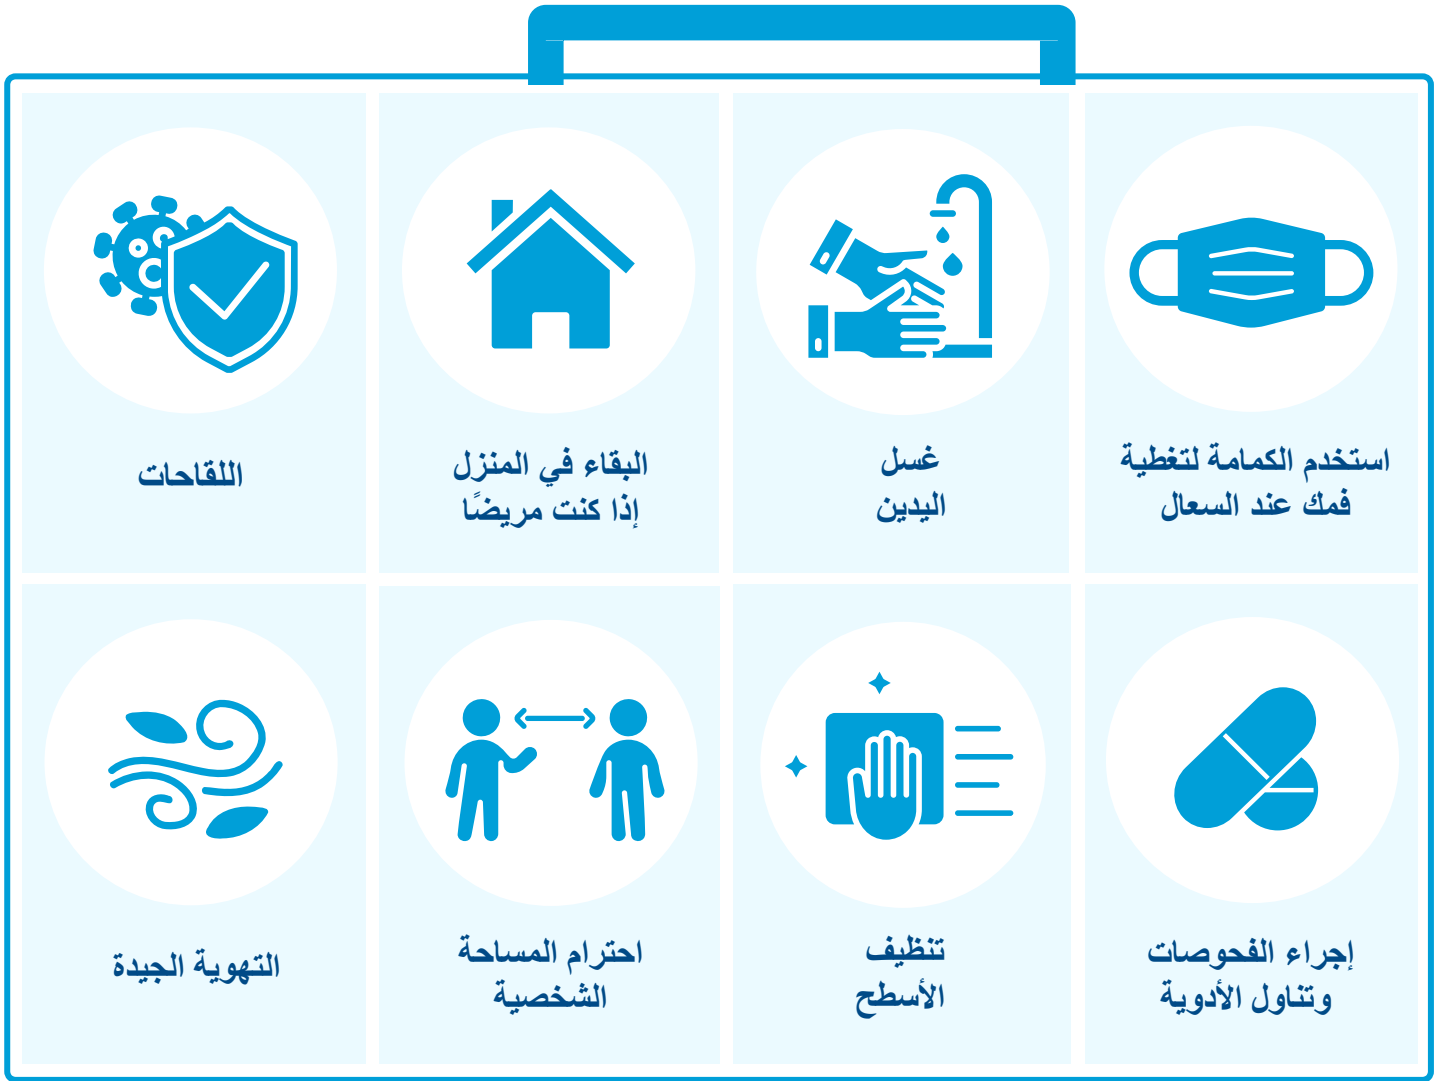 استخدم الكمامة لتغطية
فمك عند السعال
غسل
اليدين
البقاء في المنزل
إذا كنت مريضًا
اللقاحات
إجراء الفحوصات
وتناول الأدوية
تنظيف
الأسطح
احترام المساحة
الشخصية
التهوية الجيدة